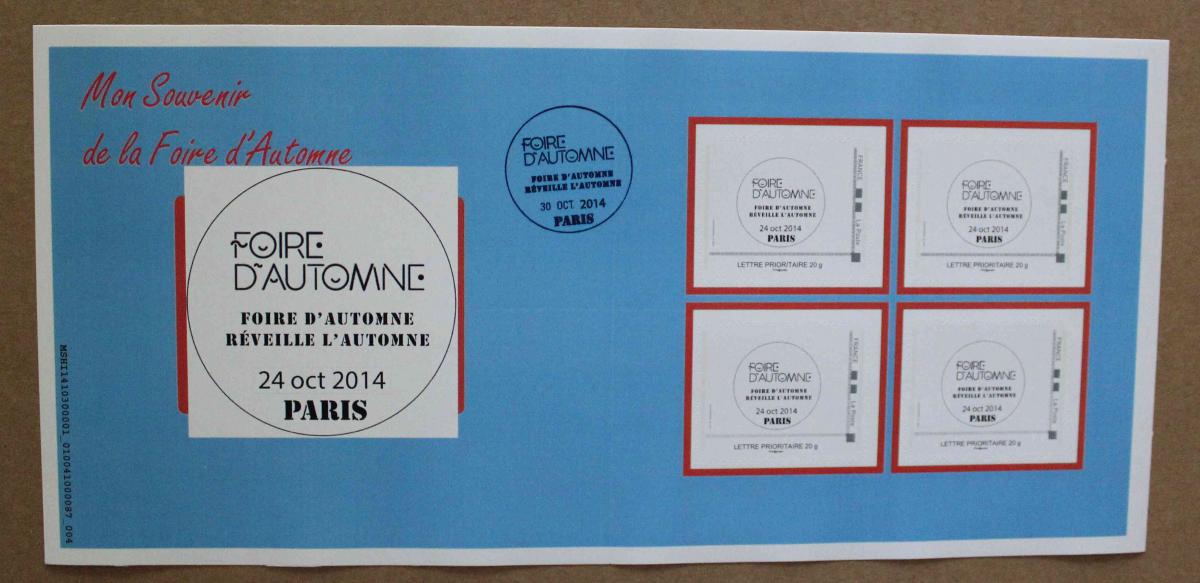 Mon Souvenir
de la Foire d'Automne
FOIRE
D'AUTOMNE
FOIRE D'AUTOMNE
RÉVEILLE L'AUTOMNE
24 oct 2014
PARIS
MSHI1410300001 010041000087 004
FOIRE
D'AUTOMNE
FOIRE D'AUTOMNE
RÉVEILLE L'AUTOMNE
30 OCT 2014
PARIS
FOIRE
D'AUTOMNE
FOIRE D'AUTOMNE
RÉVEILLE L'AUTOMNE
24 oct 2014
PARIS
FRANCE
La Poste
LETTRE PRIORITAIRE 20 g
FOIRE
D'AUTOMNE
FOIRE D'AUTOMNE
RÉVEILLE L'AUTOMNE
24 oct 2014
PARIS
FRANCE
La Poste
LETTRE PRIORITAIRE 20 g
FOIRE
D'AUTOMNE
FOIRE D'AUTOMNE
RÉVEILLE L'AUTOMNE
24 oct 2014
PARIS
FRANCE
La Poste
LETTRE PRIORITAIRE 20 g
FOIRE
D'AUTOMNE
FOIRE D'AUTOMNE
RÉVEILLE L'AUTOMNE
24 oct 2014
PARIS
FRANCE
La Poste
LETTRE PRIORITAIRE 20 g